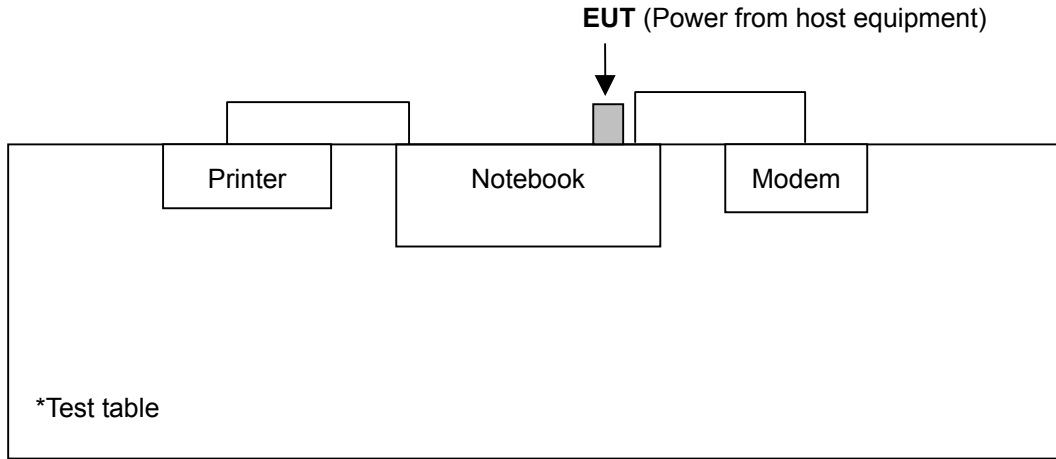 EUT (Power from host equipment)
Printer
Notebook
Modem
*Test table